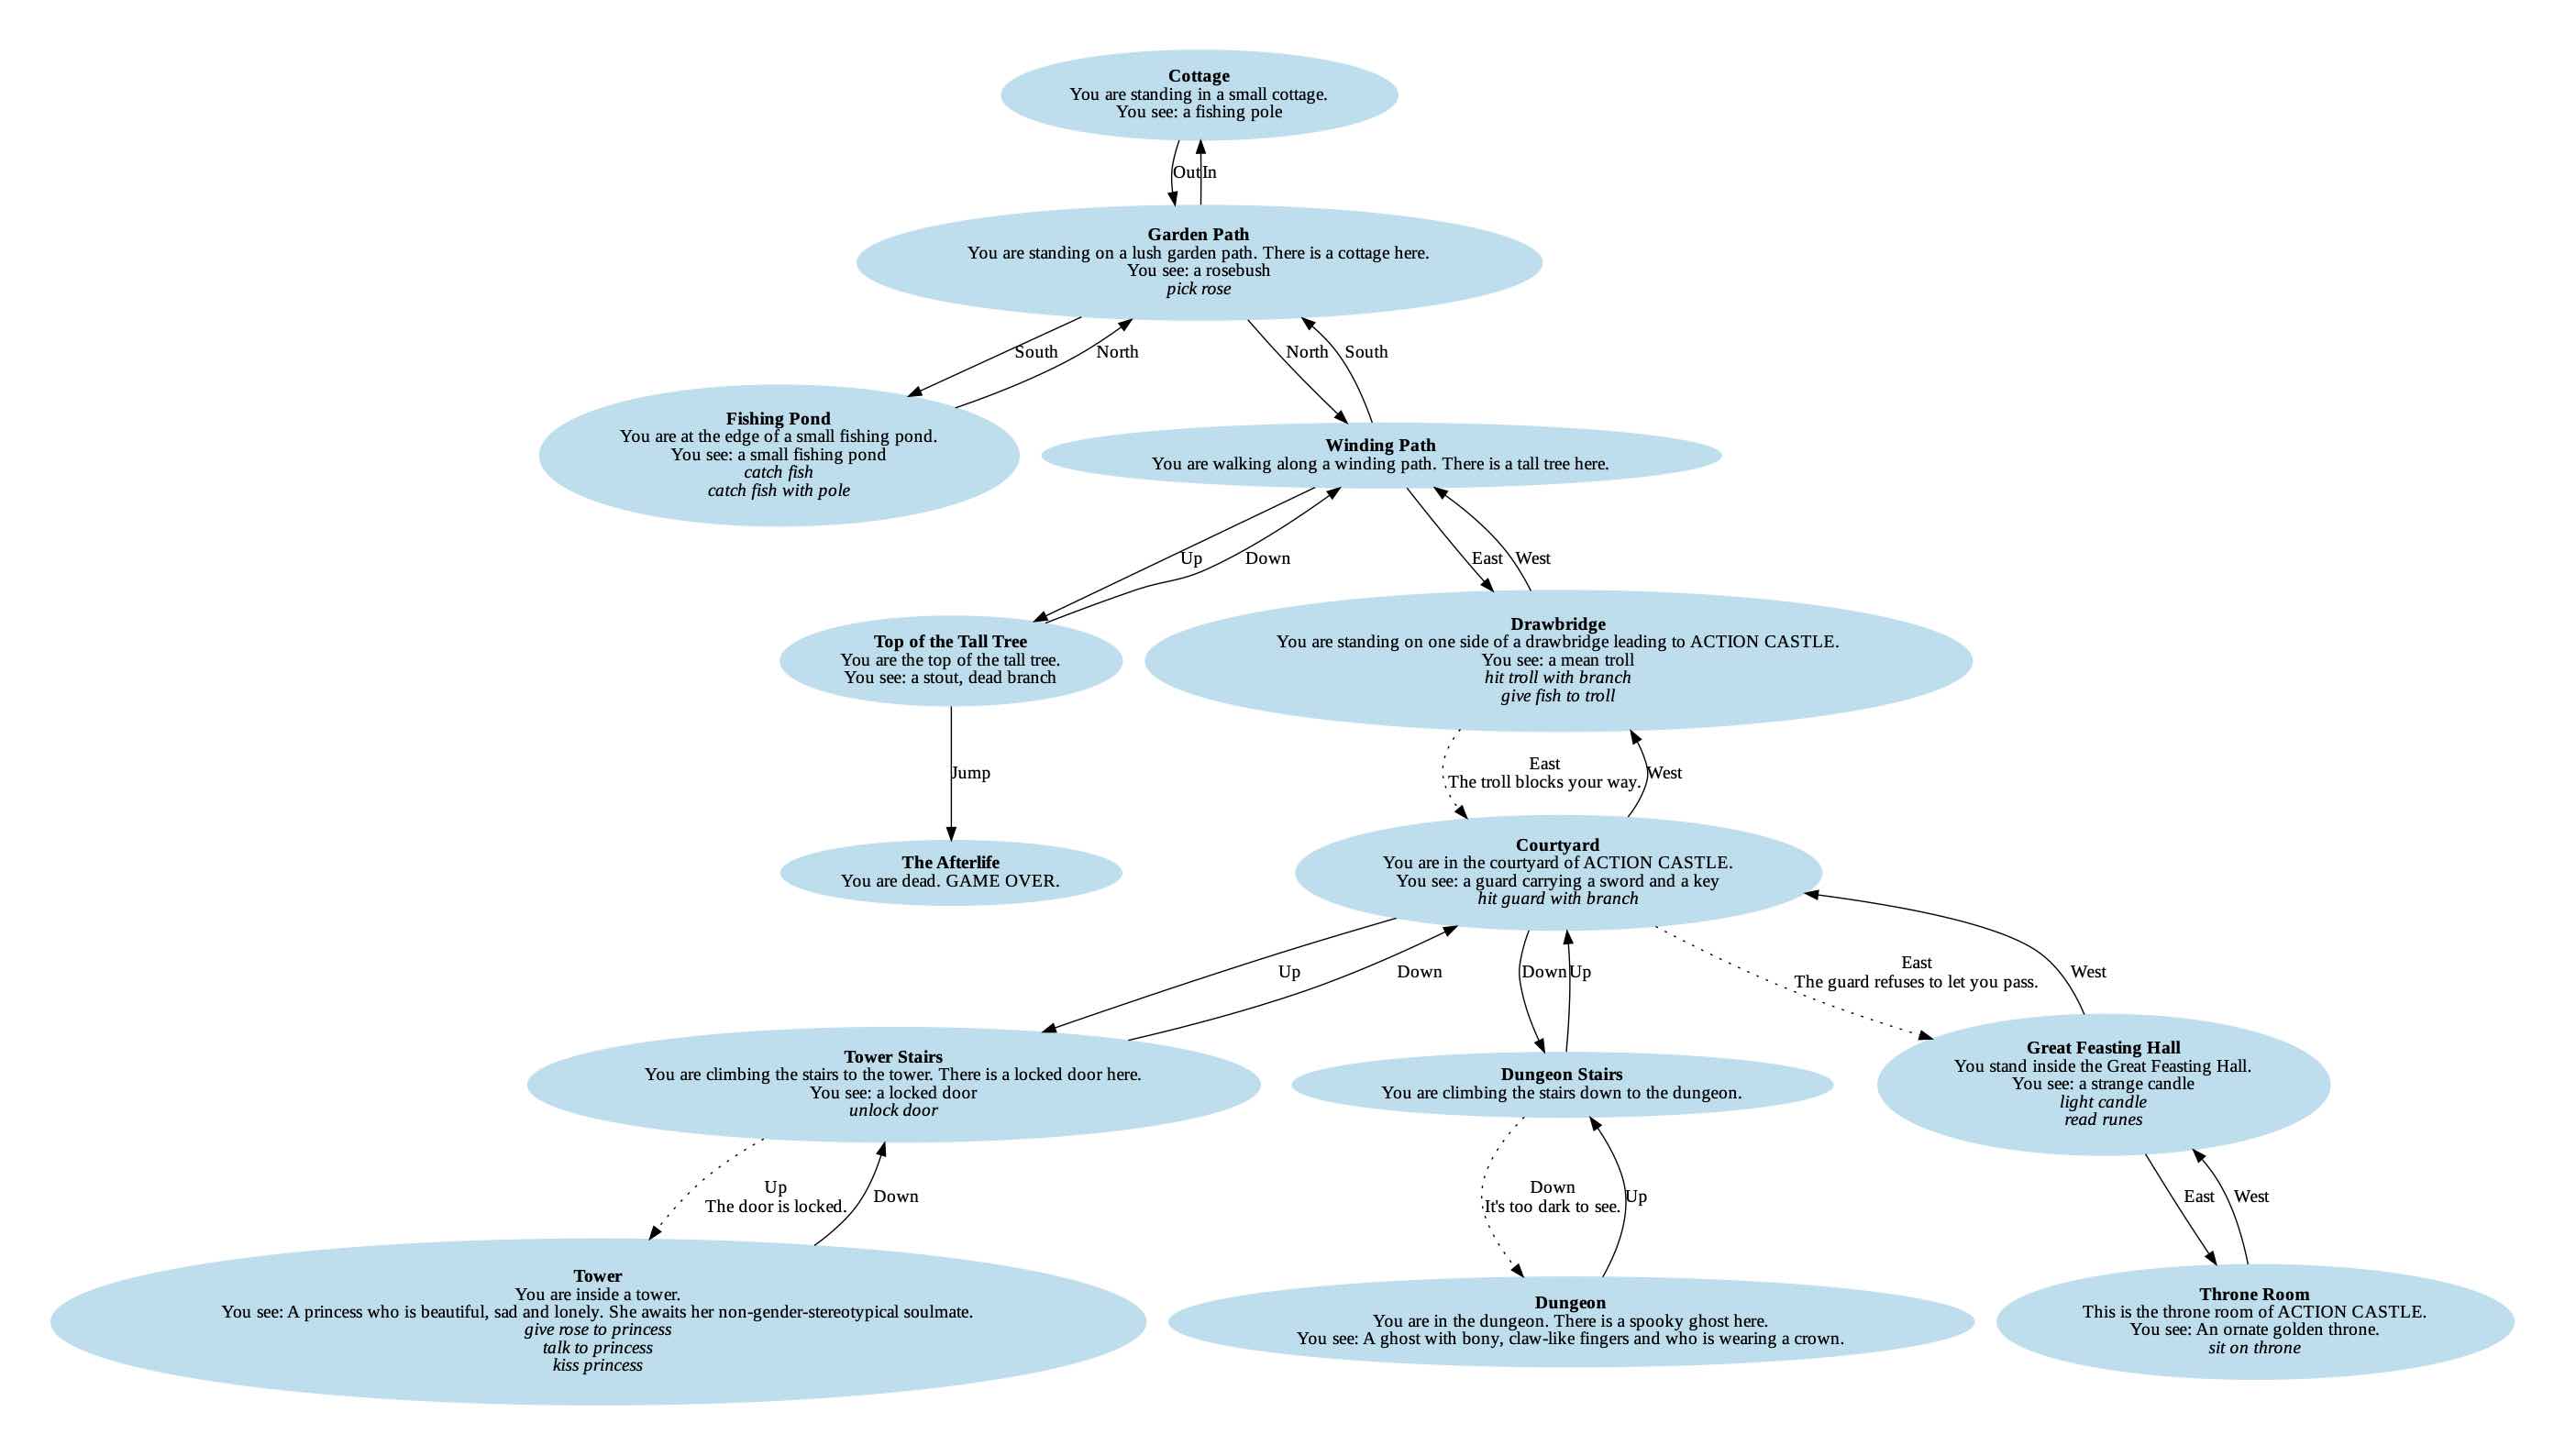 Cottage
You are standing in a small cottage.
You see: a fishing pole
Out
In
Garden Path
You are standing on a lush garden path. There is a cottage here.
You see: a rosebush
pick rose
South
North
North
South
Fishing Pond
You are at the edge of a small fishing pond.
You see: a small fishing pond
catch fish
catch fish with pole
Winding Path
You are walking along a winding path. There is a tall tree here.
Up
Down
East
West
Top of the Tall Tree
You are the top of the tall tree.
You see: a stout, dead branch
Drawbridge
You are standing on one side of a drawbridge leading to ACTION CASTLE.
You see: a mean troll
hit troll with branch
give fish to troll
Jump
East
The troll blocks your way.
West
The Afterlife
You are dead. GAME OVER.
Courtyard
You are in the courtyard of ACTION CASTLE.
You see: a guard carrying a sword and a key
hit guard with branch
Up
Down
Down
Up
East
The guard refuses to let you pass.
West
Tower Stairs
You are climbing the stairs to the tower. There is a locked door here.
You see: a locked door
unlock door
Dungeon Stairs
You are climbing the stairs down to the dungeon.
Great Feasting Hall
You stand inside the Great Feasting Hall.
You see: a strange candle
light candle
read runes
Up
The door is locked.
Down
Down
It's too dark to see.
Up
East
West
Tower
You are inside a tower.
You see: A princess who is beautiful, sad and lonely. She awaits her non-gender-stereotypical soulmate.
give rose to princess
talk to princess
kiss princess
Dungeon
You are in the dungeon. There is a spooky ghost here.
You see: A ghost with bony, claw-like fingers and who is wearing a crown.
Throne Room
This is the throne room of ACTION CASTLE.
You see: An ornate golden throne.
sit on throne